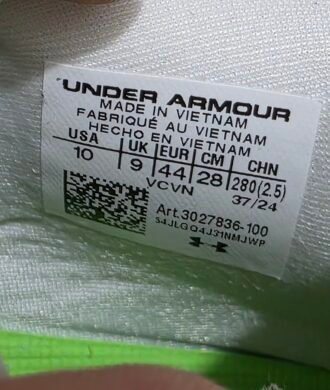 UNDER ARMOUR
MADE IN VIETNAM
FABRIQUÉ AU VIETNAM
HECHO EN VIETNAM
USA UK EUR CM CHN
10 9 44 28 280(2.5)
VCVN 37/24
Art.3027836-100
S4JLGQ4J31NMJWP